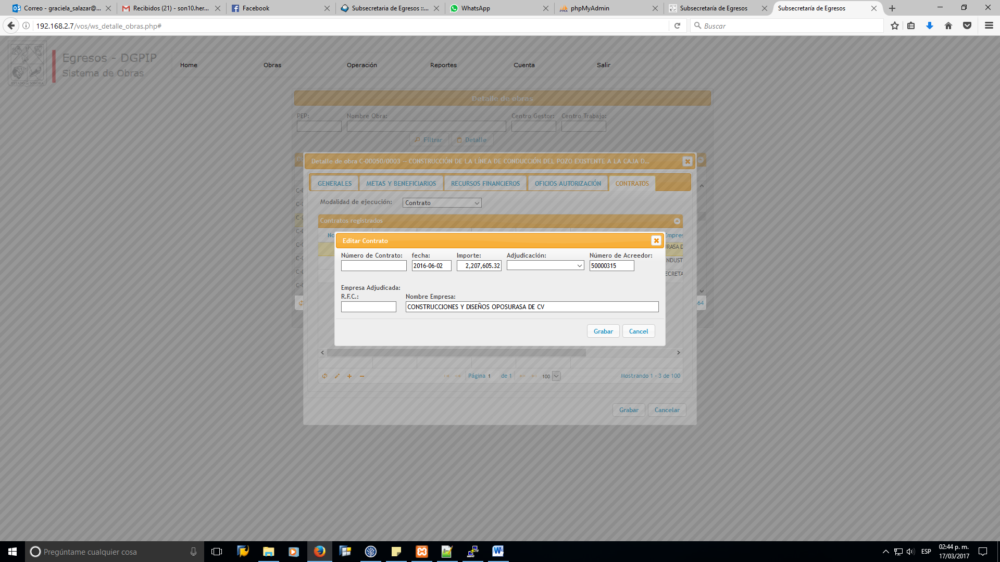 Correo - graciela_salazar@...
Recibidos (21) - son10.her...
Facebook
Subsecretaria de Egresos ::...
WhatsApp
phpMyAdmin
Subsecretaría de Egresos
Subsecretaría de Egresos
192.168.2.7/vos/ws_detalle_obras.php#
Buscar
ESTADO DE SONORA
Egresos - DGPIP
Sistema de Obras
Home
Obras
Operación
Reportes
Cuenta
Salir
Detalle de obras
PEP:
Nombre Obra:
Centro Gestor:
Centro Trabajo:
Filtrar
Detalle
Detalle de obra C-00050/0003 -- CONSTRUCCIÓN DE LA LÍNEA DE CONDUCCIÓN DEL POZO EXISTENTE A LA CAJA D...
GENERALES
METAS Y BENEFICIARIOS
RECURSOS FINANCIEROS
OFICIOS AUTORIZACIÓN
CONTRATOS
Modalidad de ejecución:
Contrato
Contratos registrados
Editar Contrato
Número de Contrato:
fecha:
Importe:
Adjudicación:
Número de Acreedor:
2016-06-02
2,207,605.32
50000315
Empresa Adjudicada:
R.F.C.:
Nombre Empresa:
CONSTRUCCIONES Y DISEÑOS OPOSURASA DE CV
Grabar
Cancel
Página 1 de 1
100
Mostrando 1 - 3 de 100
Grabar
Cancelar
Pregúntame cualquier cosa
ESP
02:44 p. m.
17/03/2017